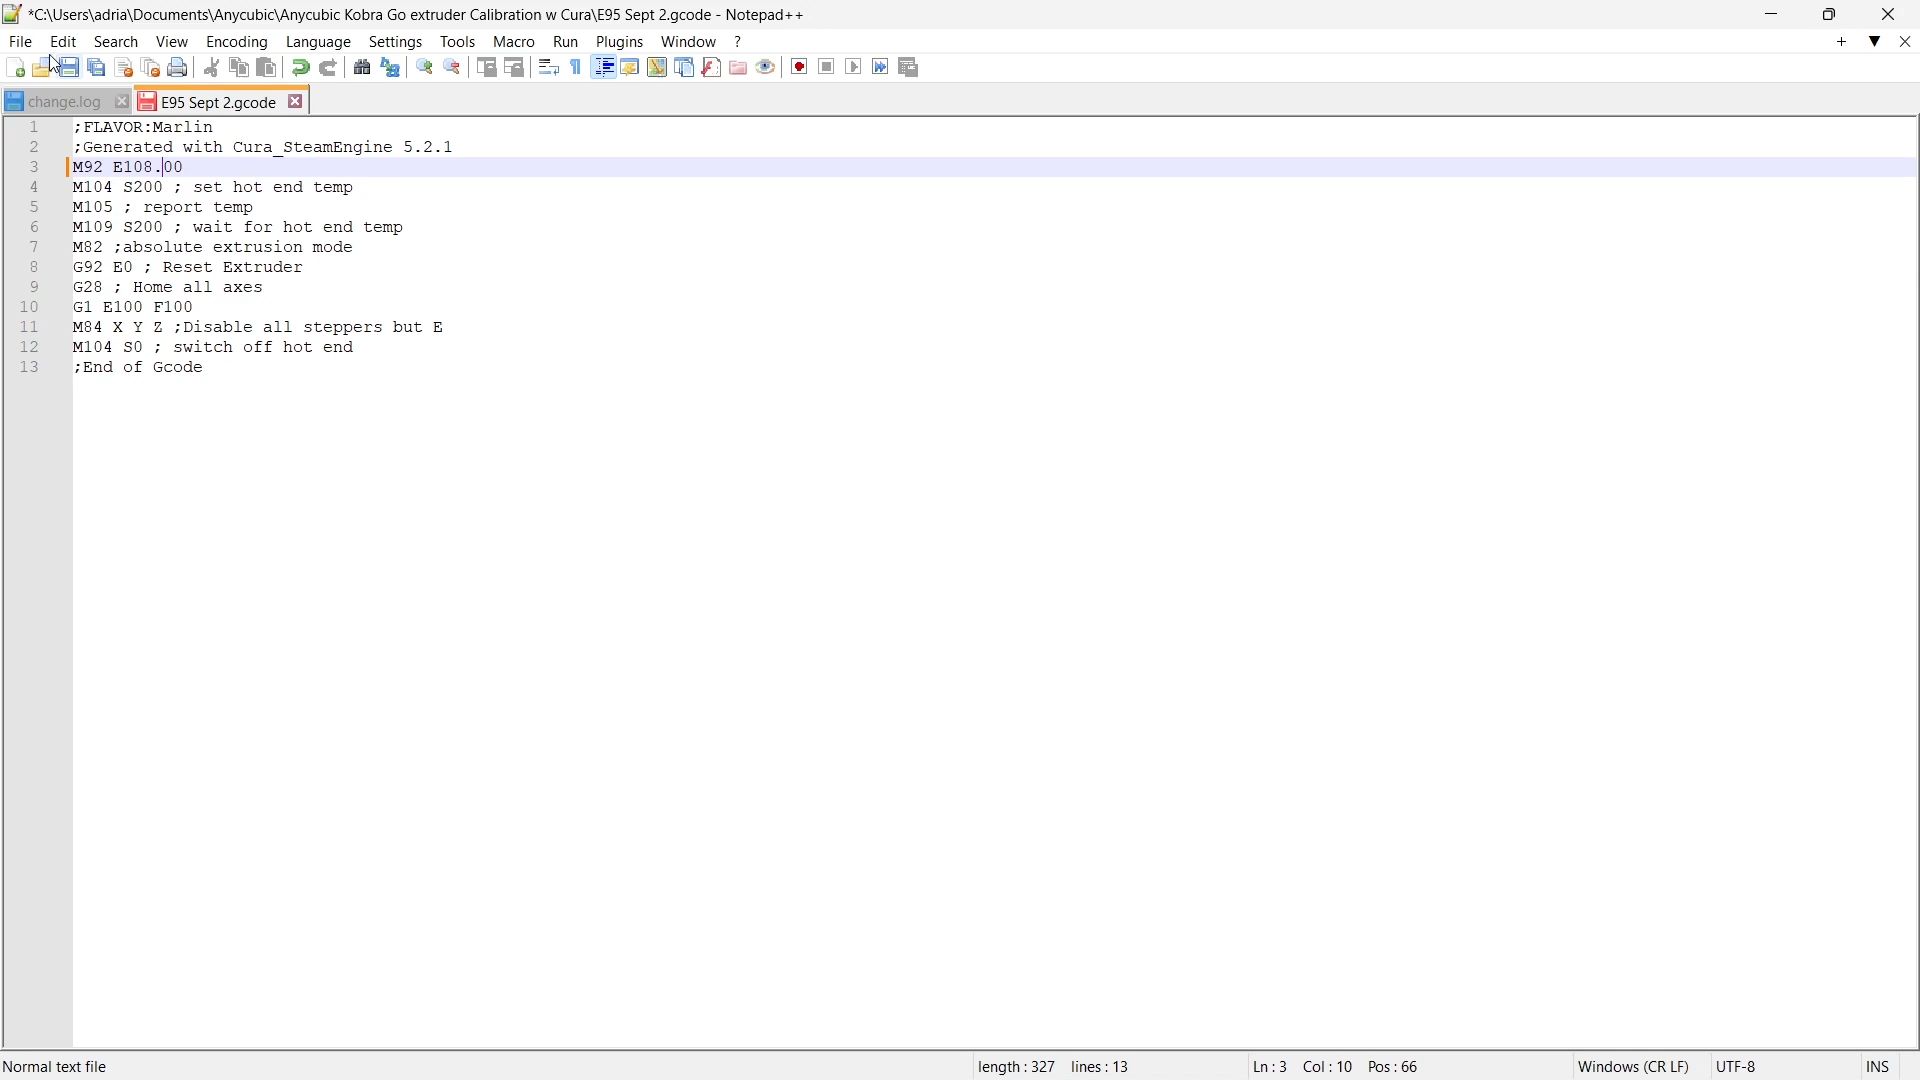 *C:\Users\adria\Documents\Anycubic\Anycubic Kobra Go extruder Calibration w Cura\E95 Sept 2.gcode - Notepad++
File Edit Search View Encoding Language Settings Tools Macro Run Plugins Window ?
change.log E95 Sept 2.gcode
1 ;FLAVOR:Marlin
2 ;Generated with Cura_SteamEngine 5.2.1
3 M92 E108.00
4 M104 S200 ; set hot end temp
5 M105 ; report temp
6 M109 S200 ; wait for hot end temp
7 M82 ;absolute extrusion mode
8 G92 E0 ; Reset Extruder
9 G28 ; Home all axes
10 G1 E100 F100
11 M84 X Y Z ;Disable all steppers but E
12 M104 S0 ; switch off hot end
13 ;End of Gcode
Normal text file length : 327 lines : 13 Ln : 3 Col : 10 Pos : 66 Windows (CR LF) UTF-8 INS